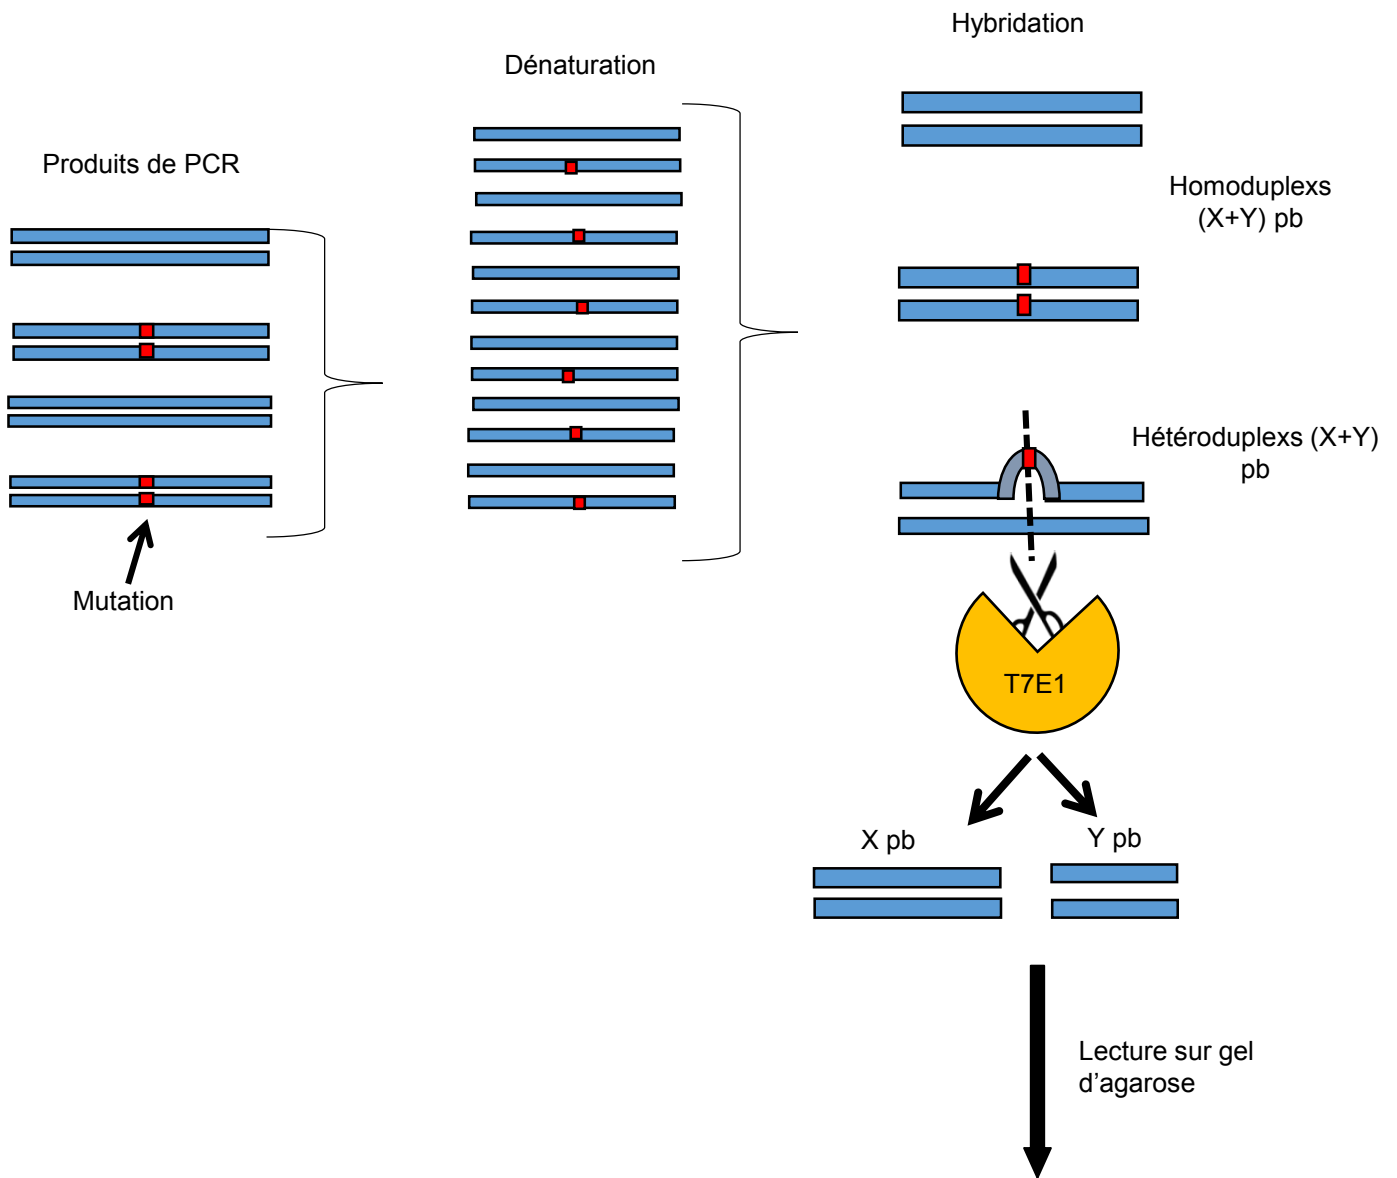 Hybridation
Dénaturation
Produits de PCR
Homoduplexs
(X+Y) pb
Hétéroduplexs (X+Y)
pb
Mutation
T7E1
X pb
Y pb
Lecture sur gel
d’agarose